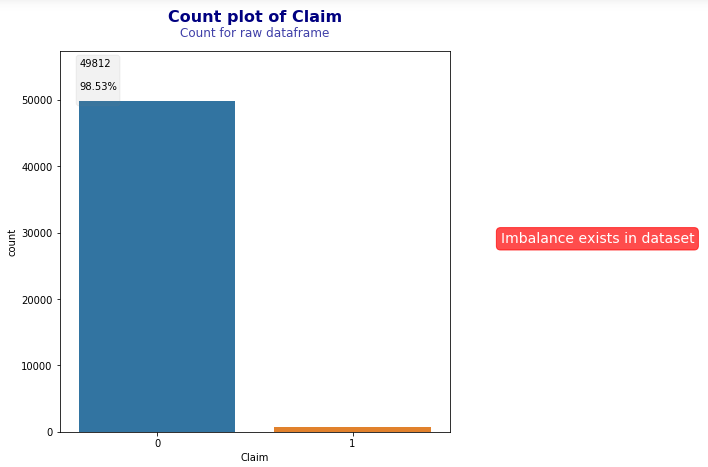 Count plot of Claim
Count for raw dataframe
49812
98.53%
50000
40000
30000
20000
10000
0
count
0
1
Claim
Imbalance exists in dataset